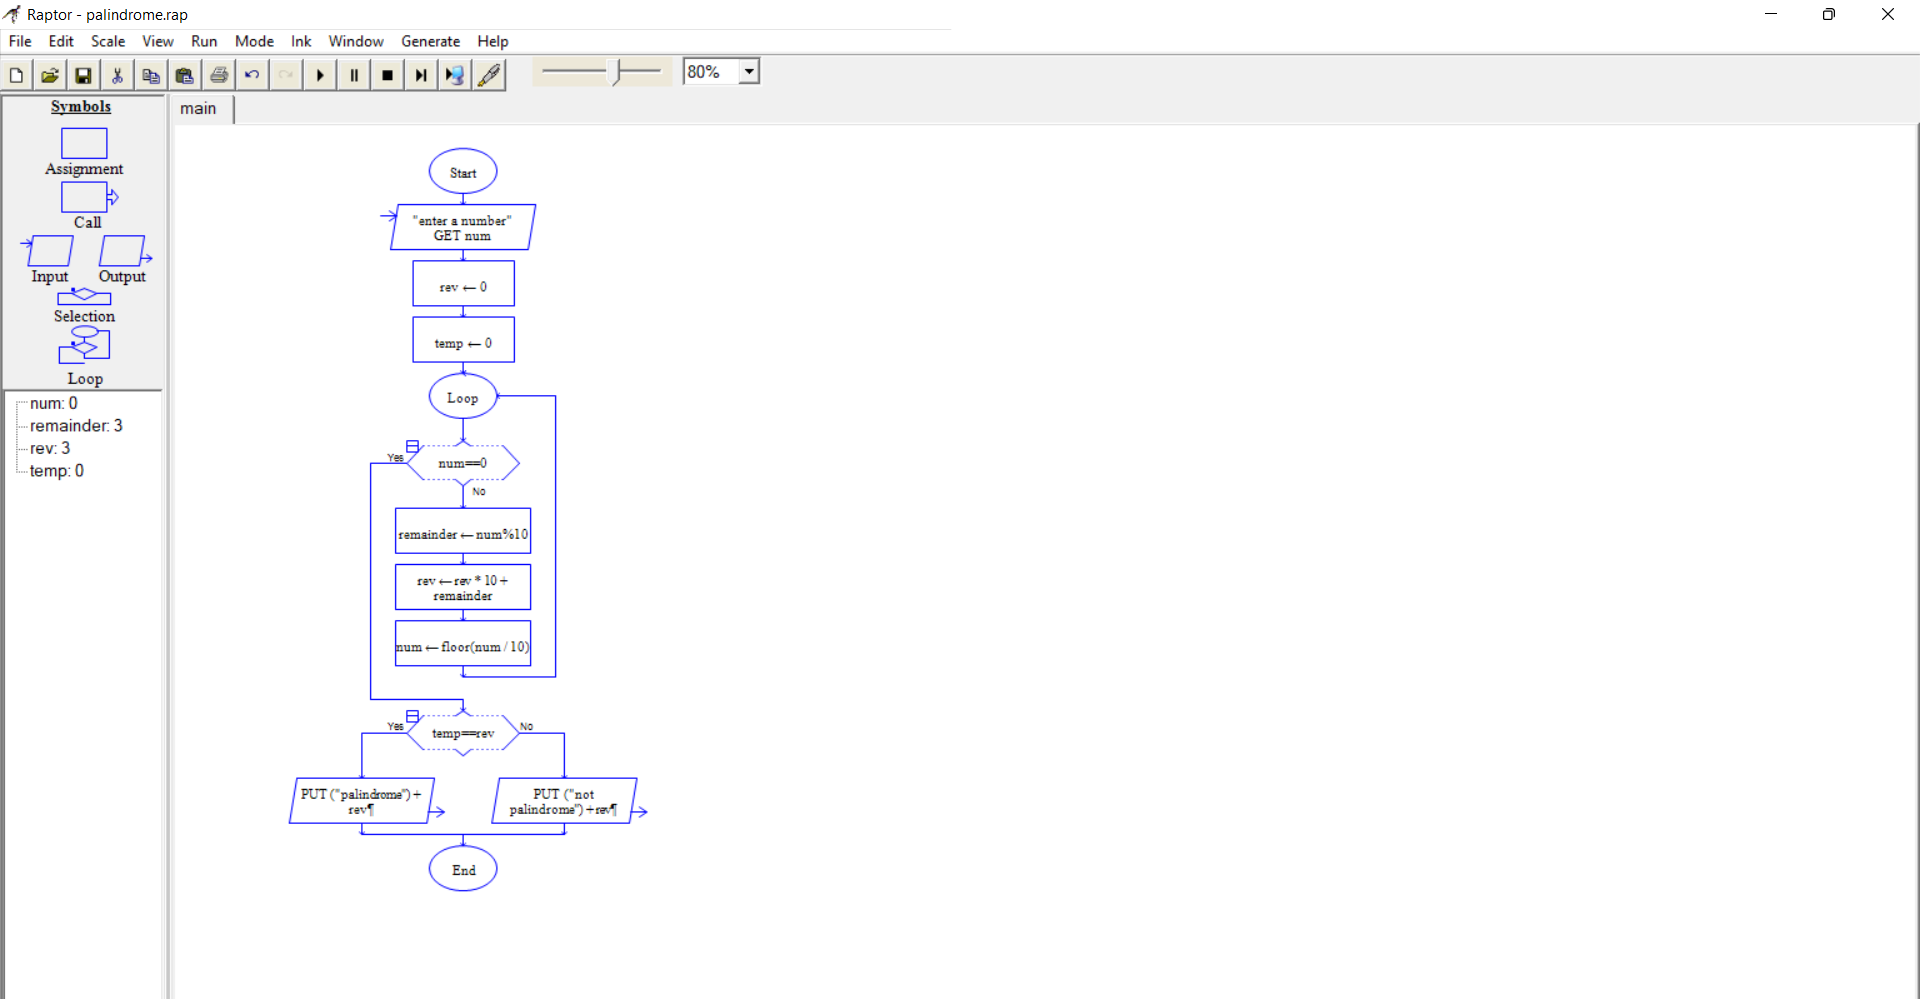 Raptor - palindrome.rap
File Edit Scale View Run Mode Ink Window Generate Help
80%
Symbols
Assignment
Call
Input Output
Selection
Loop
num: 0
remainder: 3
rev: 3
temp: 0
main
Start
"enter a number"
GET num
rev ← 0
temp ← 0
Loop
Yes
num==0
No
remainder ← num%10
rev ← rev * 10 +
remainder
num ← floor(num / 10)
Yes
temp==rev
No
PUT ("palindrome")+
rev¶
PUT ("not
palindrome")+rev¶
End